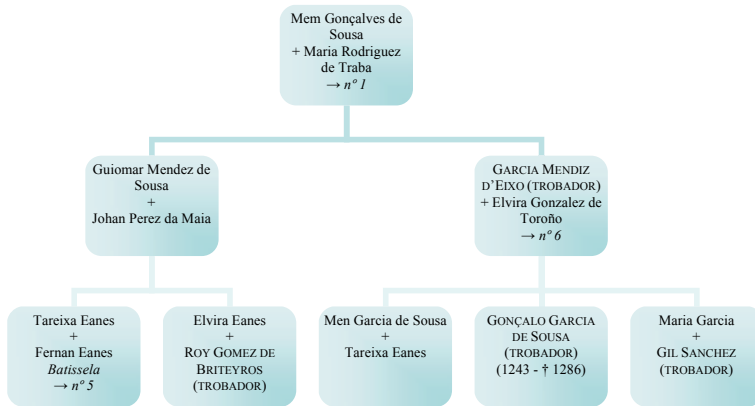 Mem Gonçalves de
Sousa
+ Maria Rodriguez
de Traba
→ nº 1
Guiomar Mendez de
Sousa
+
Johan Perez da Maia
GARCIA MENDIZ
D’EIXO (TROBADOR)
+ Elvira Gonzalez de
Toroño
→ nº 6
Tareixa Eanes
+
Fernan Eanes
Batissela
→ nº 5
Elvira Eanes
+
ROY GOMEZ DE
BRITEYROS
(TROBADOR)
Men Garcia de Sousa
+
Tareixa Eanes
GONÇALO GARCIA
DE SOUSA
(TROBADOR)
(1243 - † 1286)
Maria Garcia
+
GIL SANCHEZ
(TROBADOR)